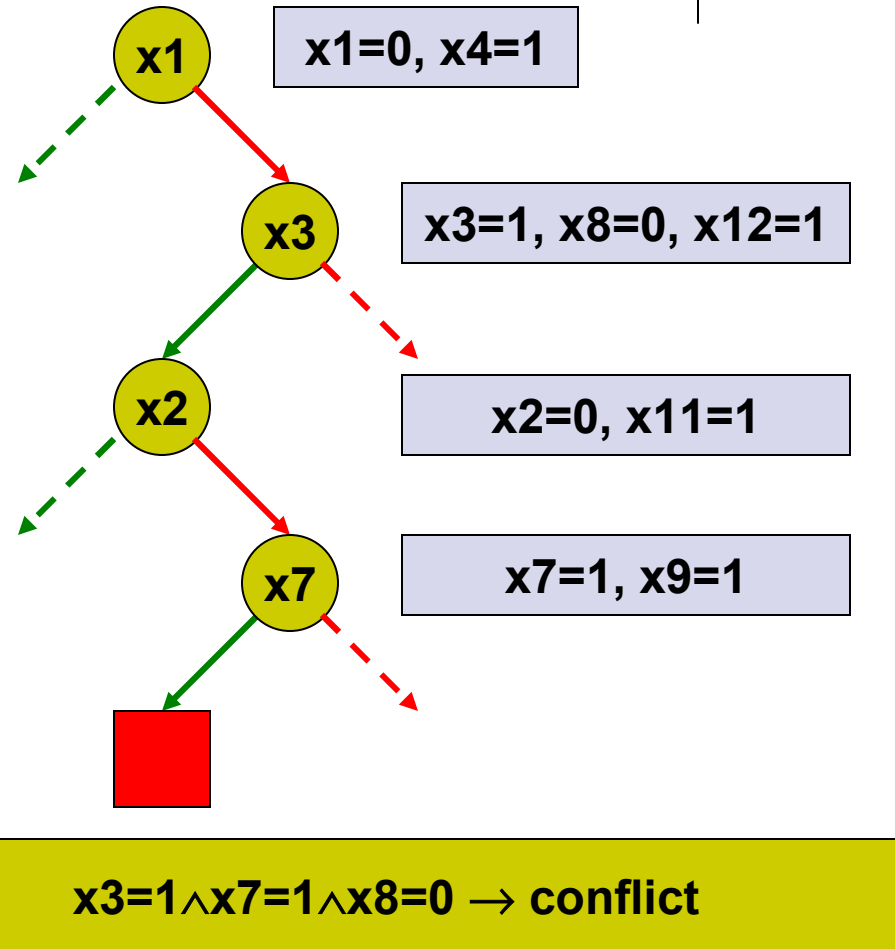 x1
x1=0, x4=1
x3
x3=1, x8=0, x12=1
x2
x2=0, x11=1
x7
x7=1, x9=1
x3=1∧x7=1∧x8=0 → conflict